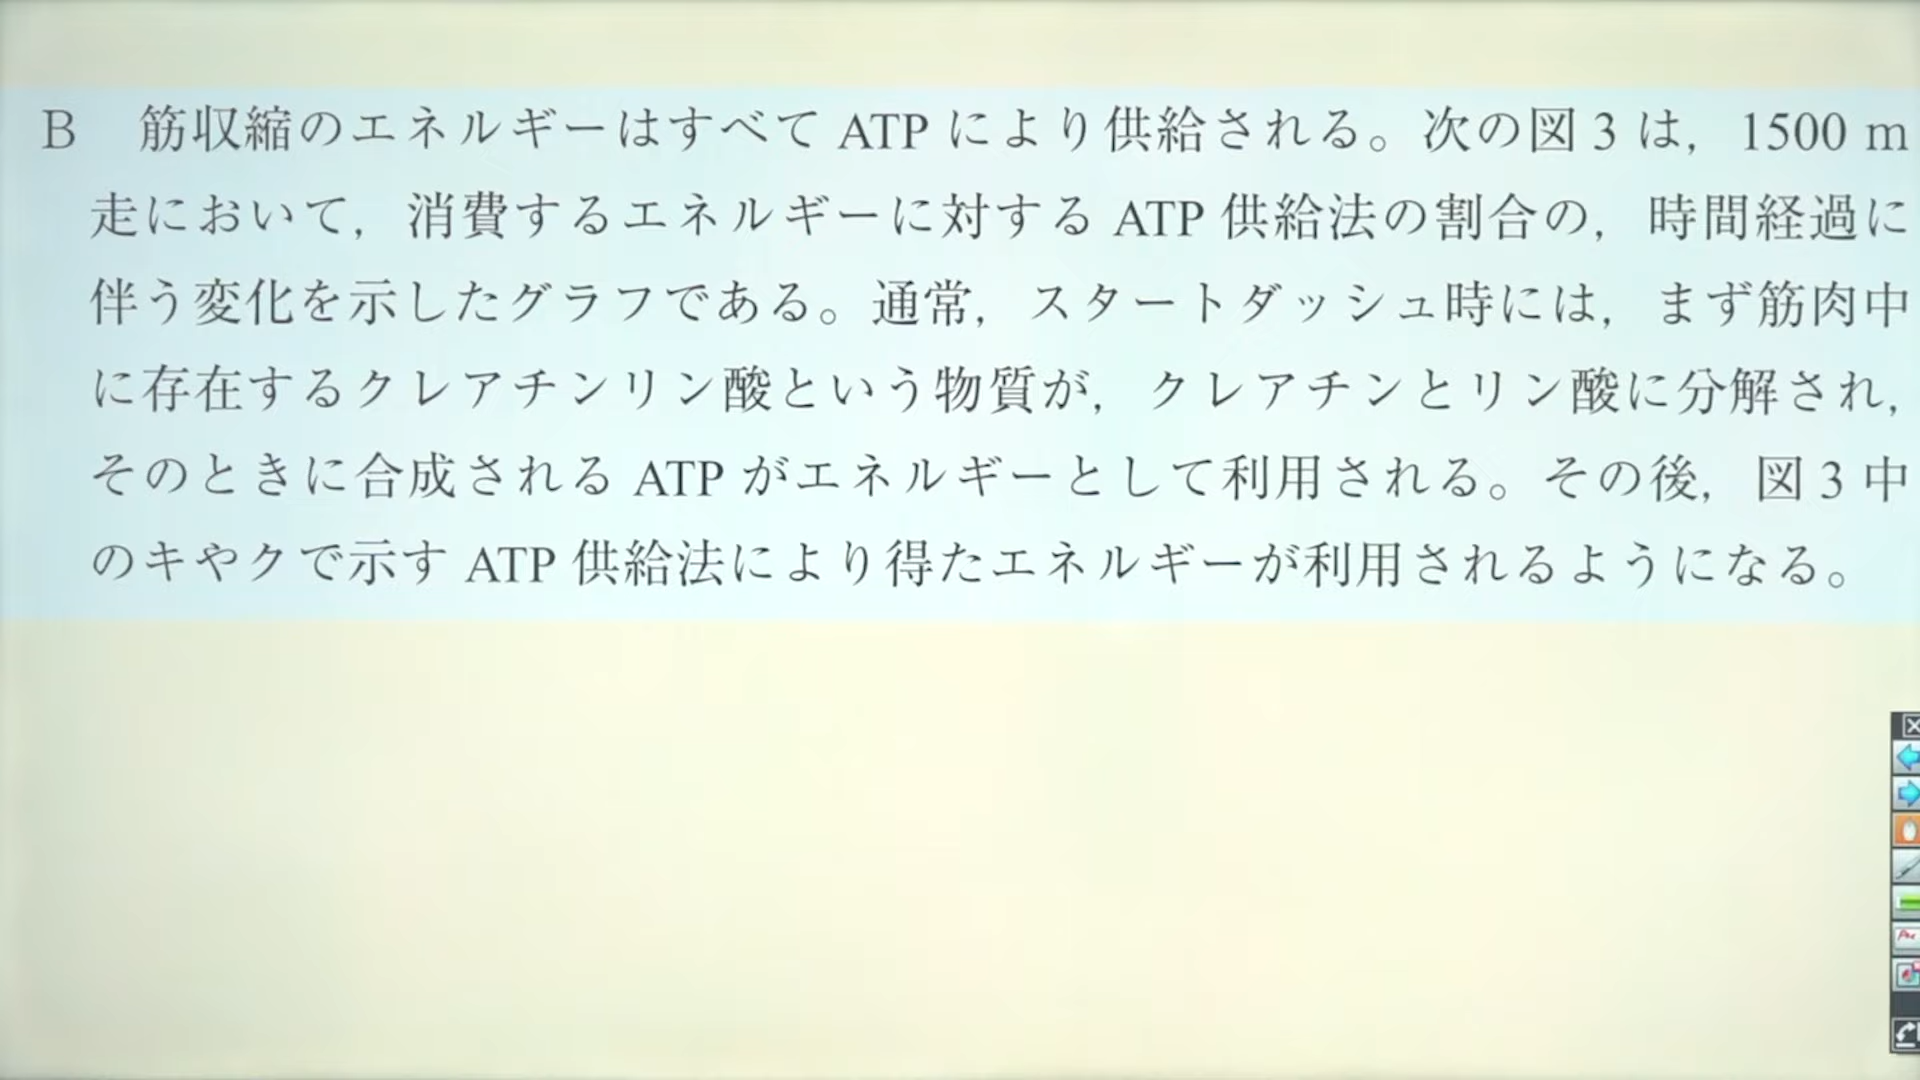 B 筋収縮のエネルギーはすべて ATP により供給される。次の図 3 は，1500 m
走において，消費するエネルギーに対する ATP 供給法の割合の，時間経過に
伴う変化を示したグラフである。通常，スタートダッシュ時には，まず筋肉中
に存在するクレアチンリン酸という物質が，クレアチンとリン酸に分解され，
そのときに合成される ATP がエネルギーとして利用される。その後，図 3 中
のキやクで示す ATP 供給法により得たエネルギーが利用されるようになる。